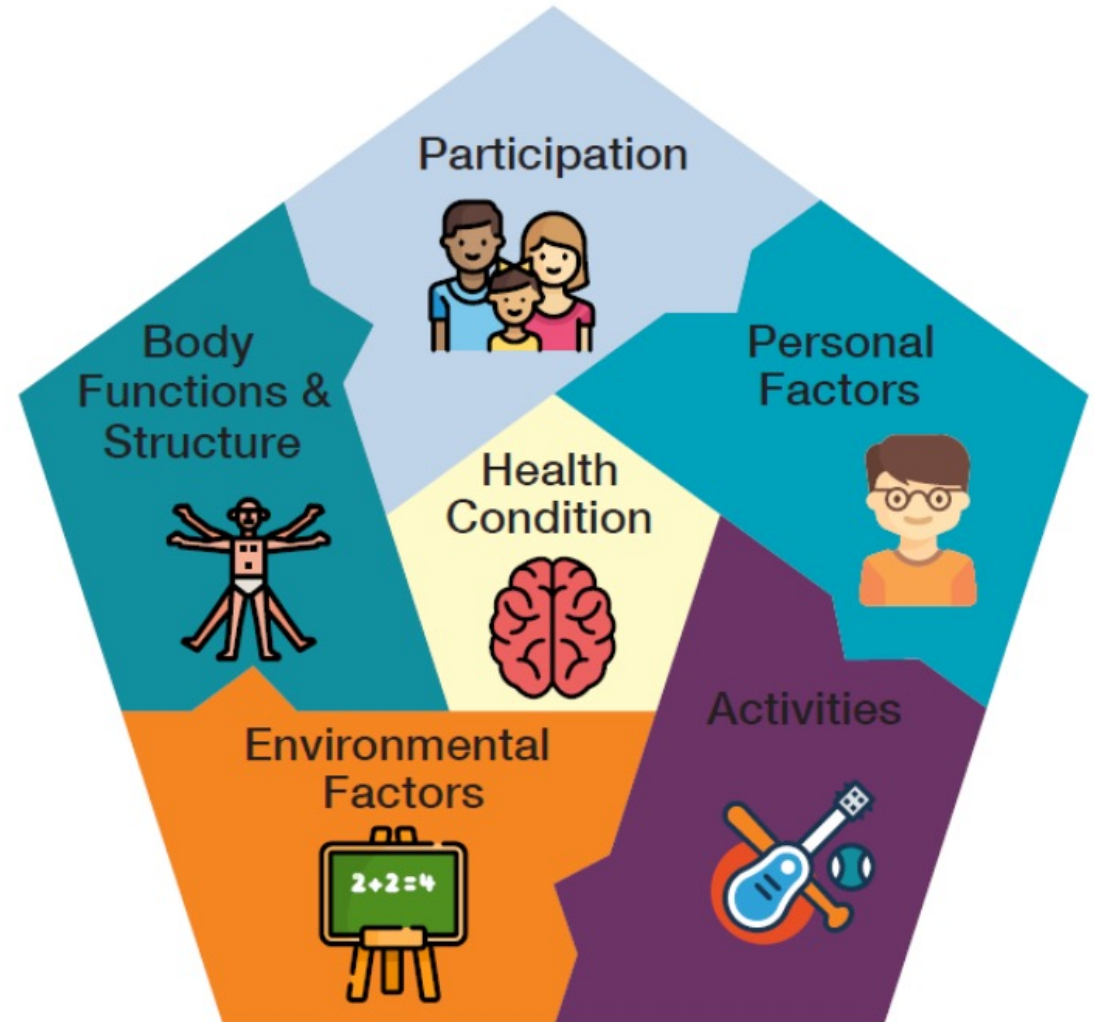 Participation
Body
Functions &
Structure
Personal
Factors
Health
Condition
Activities
Environmental
Factors
2+2=4